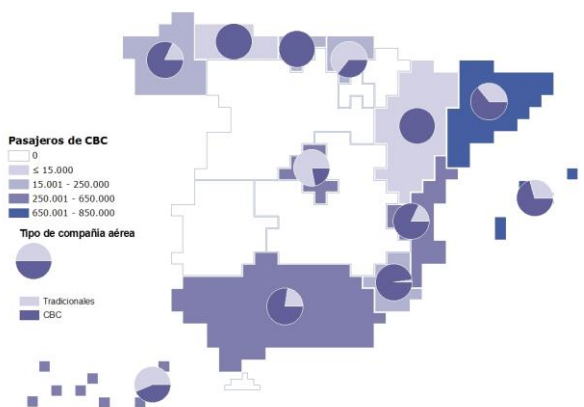 Pasajeros de CBC
0
≤ 15.000
15.001 - 250.000
250.001 - 650.000
650.001 - 850.000
Tipo de compañia aérea
Tradicionales
CBC